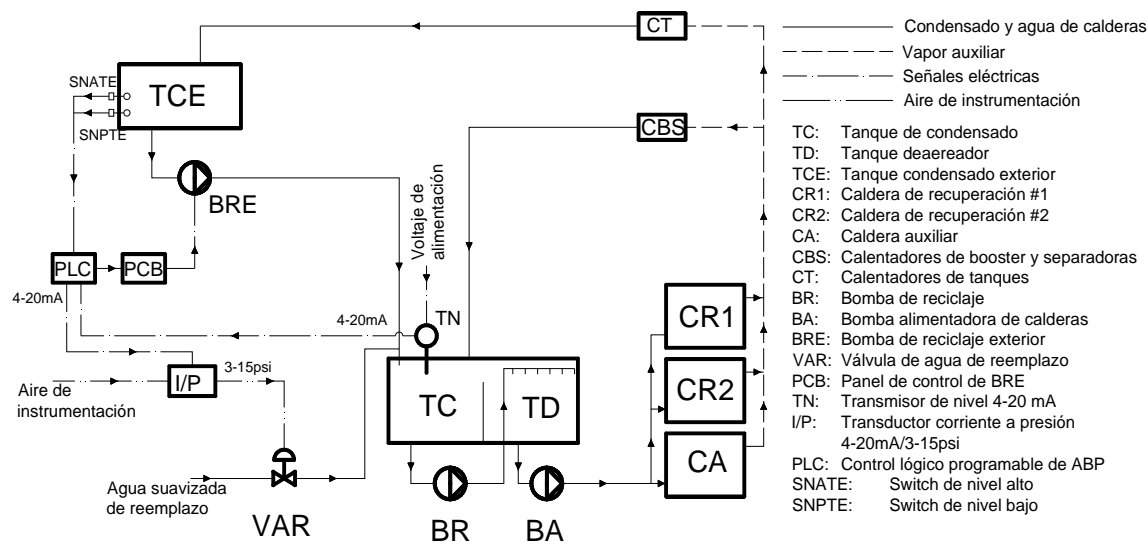 CT
Condensado y agua de calderas
Vapor auxiliar
Señales eléctricas
Aire de instrumentación
SNATE
TCE
SNPTE
CBS
BRE
Voltaje de
alimentación
PLC
PCB
4-20mA
4-20mA
TN
I/P
3-15psi
Aire de
instrumentación
TC
TD
CR1
CR2
CA
Agua suavizada
de reemplazo
VAR
BR
BA
TC: Tanque de condensado
TD: Tanque deaereador
TCE: Tanque condensado exterior
CR1: Caldera de recuperación #1
CR2: Caldera de recuperación #2
CA: Caldera auxiliar
CBS: Calentadores de booster y separadoras
CT: Calentadores de tanques
BR: Bomba de reciclaje
BA: Bomba alimentadora de calderas
BRE: Bomba de reciclaje exterior
VAR: Válvula de agua de reemplazo
PCB: Panel de control de BRE
TN: Transmisor de nivel 4-20 mA
I/P: Transductor corriente a presión
4-20mA/3-15psi
PLC: Control lógico programable de ABP
SNATE: Switch de nivel alto
SNPTE: Switch de nivel bajo